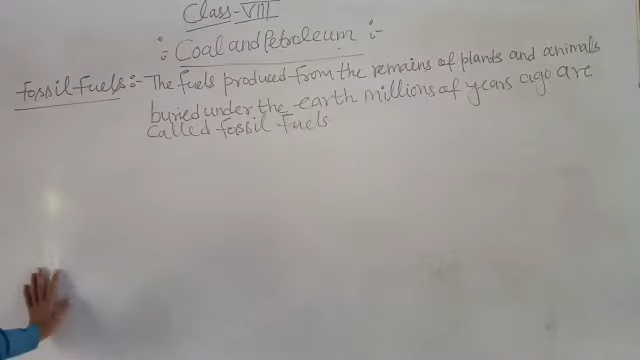 Class-VIII
:- Coal and Petroleum :-
Fossil Fuels :- The fuels produced from the remains of plants and animals
buried under the earth millions of years ago are
called fossil fuels.